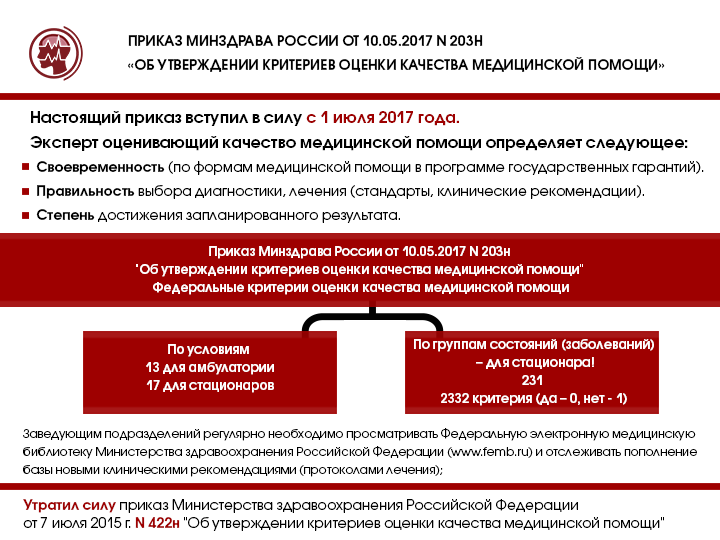 ПРИКАЗ МИНЗДРАВА РОССИИ ОТ 10.05.2017 N 203Н
«ОБ УТВЕРЖДЕНИИ КРИТЕРИЕВ ОЦЕНКИ КАЧЕСТВА МЕДИЦИНСКОЙ ПОМОЩИ»
Настоящий приказ вступил в силу с 1 июля 2017 года.
Эксперт оценивающий качество медицинской помощи определяет следующее:
Своевременность (по формам медицинской помощи в программе государственных гарантий).
Правильность выбора диагностики, лечения (стандарты, клинические рекомендации).
Степень достижения запланированного результата.
Приказ Минздрава России от 10.05.2017 N 203н
"Об утверждении критериев оценки качества медицинской помощи"
Федеральные критерии оценки качества медицинской помощи
По условиям
13 для амбулатории
17 для стационаров
По группам состояний (заболеваний)
– для стационара!
231
2332 критерия (да – 0, нет - 1)
Заведующим подразделений регулярно необходимо просматривать Федеральную электронную медицинскую
библиотеку Министерства здравоохранения Российской Федерации (www.femb.ru) и отслеживать пополнение
базы новыми клиническими рекомендациями (протоколами лечения);
Утратил силу приказ Министерства здравоохранения Российской Федерации
от 7 июля 2015 г. N 422н "Об утверждении критериев оценки качества медицинской помощи"